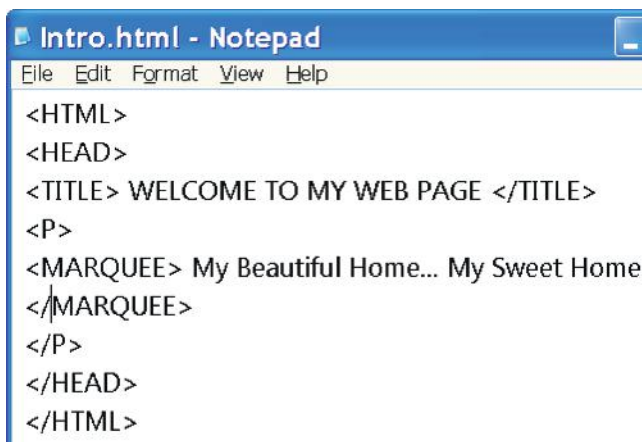 Intro.html - Notepad
File Edit Format View Help
<HTML>
<HEAD>
<TITLE> WELCOME TO MY WEB PAGE </TITLE>
<P>
<MARQUEE> My Beautiful Home... My Sweet Home
</MARQUEE>
</P>
</HEAD>
</HTML>